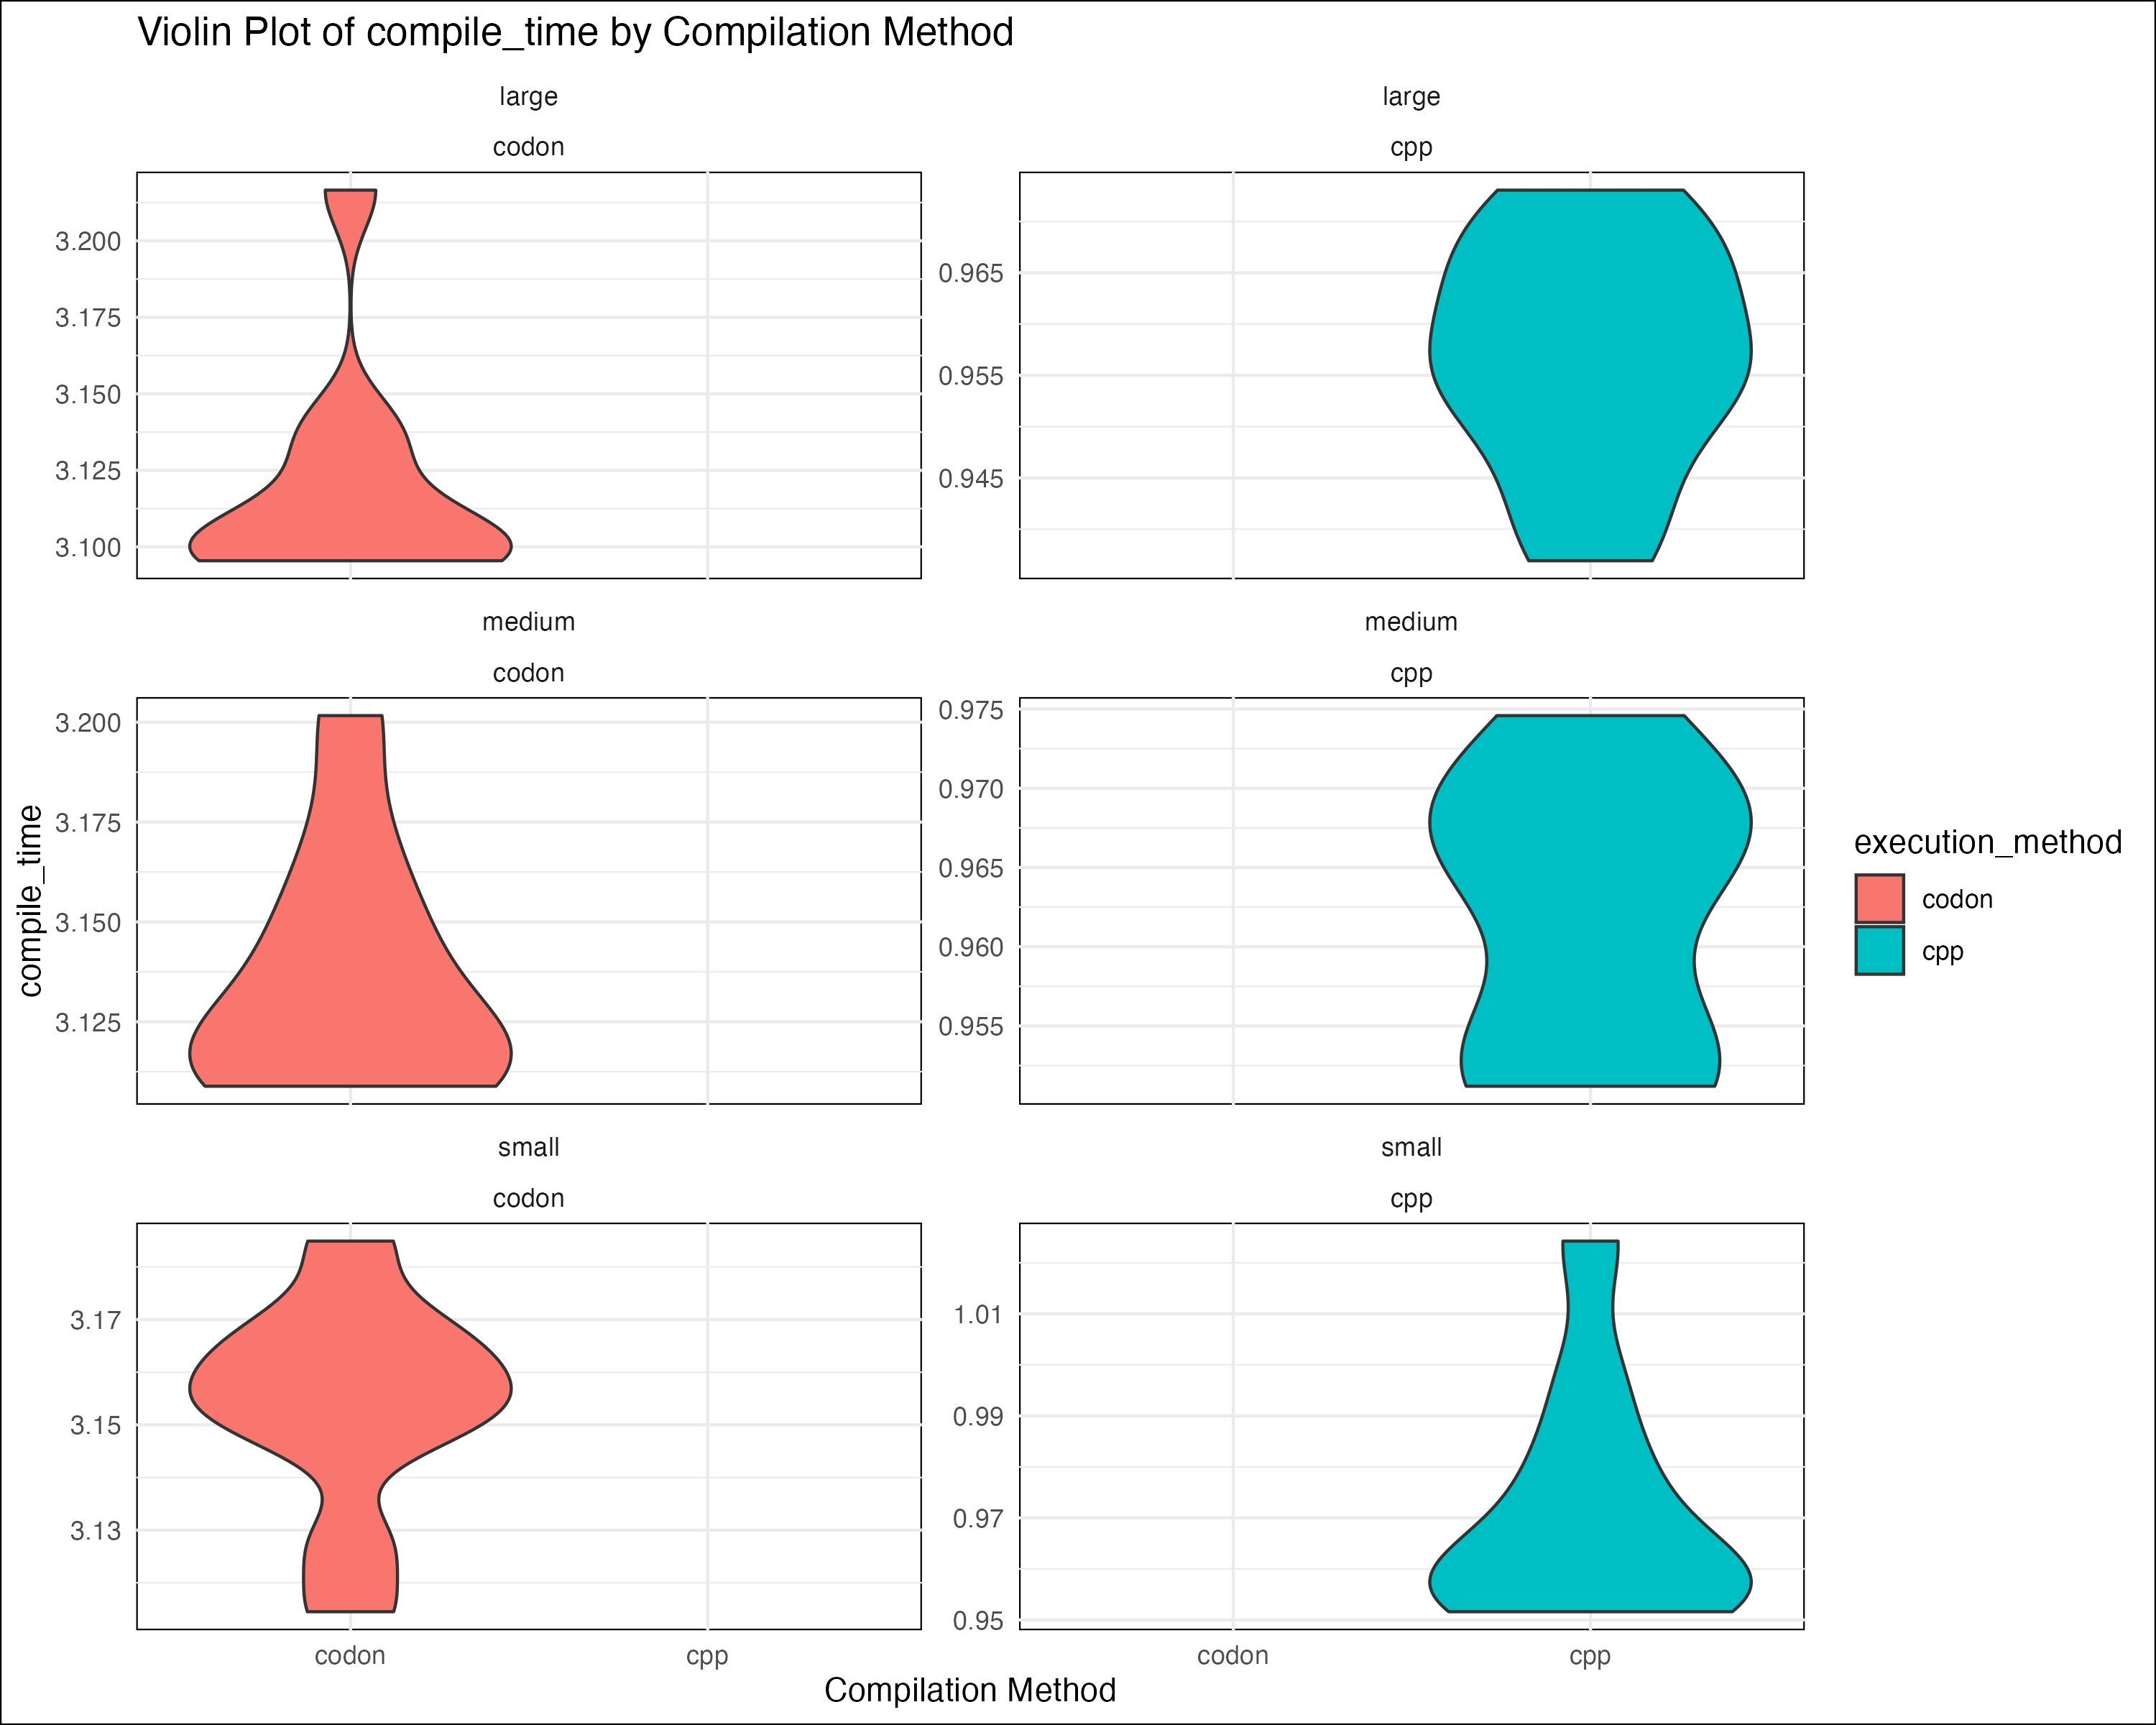 Violin Plot of compile_time by Compilation Method
large
codon
3.200
3.175
3.150
3.125
3.100
large
cpp
0.965
0.955
0.945
medium
codon
3.200
3.175
3.150
3.125
medium
cpp
0.975
0.970
0.965
0.960
0.955
small
codon
3.17
3.15
3.13
codon cpp
small
cpp
1.01
0.99
0.97
0.95
codon cpp
compile_time
Compilation Method
execution_method
codon
cpp